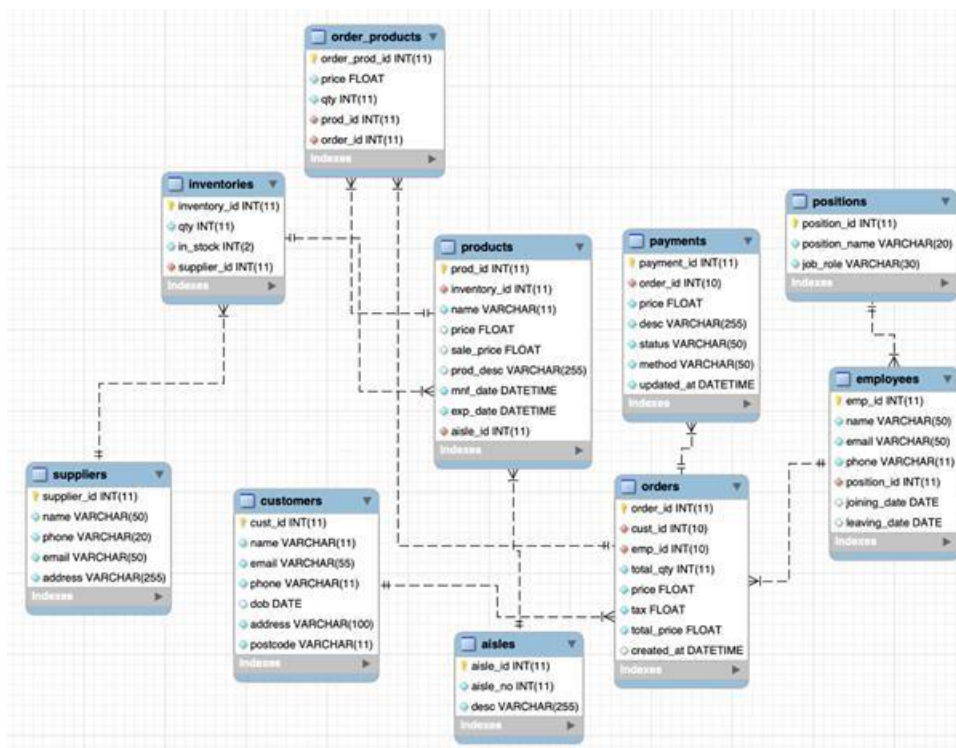 order_products
order_prod_id INT(11)
price FLOAT
qty INT(11)
prod_id INT(11)
order_id INT(11)
Indexes
inventories
inventory_id INT(11)
qty INT(11)
in_stock INT(2)
supplier_id INT(11)
Indexes
products
prod_id INT(11)
inventory_id INT(11)
name VARCHAR(11)
price FLOAT
sale_price FLOAT
prod_desc VARCHAR(255)
mnf_date DATETIME
exp_date DATETIME
aisle_id INT(11)
Indexes
payments
payment_id INT(11)
order_id INT(10)
price FLOAT
desc VARCHAR(255)
status VARCHAR(50)
method VARCHAR(50)
updated_at DATETIME
Indexes
positions
position_id INT(11)
position_name VARCHAR(20)
job_role VARCHAR(30)
Indexes
employees
emp_id INT(11)
name VARCHAR(50)
email VARCHAR(50)
phone VARCHAR(11)
position_id INT(11)
joining_date DATE
leaving_date DATE
Indexes
suppliers
supplier_id INT(11)
name VARCHAR(50)
phone VARCHAR(20)
email VARCHAR(50)
address VARCHAR(255)
Indexes
customers
cust_id INT(11)
name VARCHAR(11)
email VARCHAR(55)
phone VARCHAR(11)
dob DATE
address VARCHAR(100)
postcode VARCHAR(11)
Indexes
orders
order_id INT(11)
cust_id INT(10)
emp_id INT(10)
total_qty INT(11)
price FLOAT
tax FLOAT
total_price FLOAT
created_at DATETIME
Indexes
aisles
aisle_id INT(11)
aisle_no INT(11)
desc VARCHAR(255)
Indexes